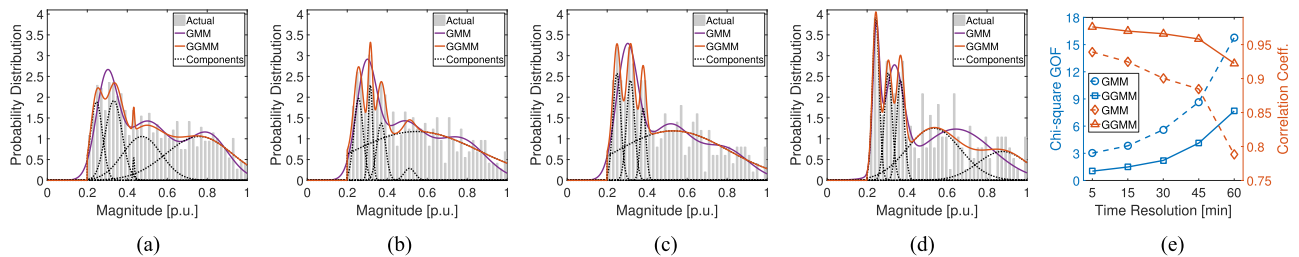 Probability Distribution
4
3.5
3
2.5
2
1.5
1
0.5
0
Actual
GMM
GGMM
Components
0 0.2 0.4 0.6 0.8 1
Magnitude [p.u.]
(a)
Probability Distribution
4
3.5
3
2.5
2
1.5
1
0.5
0
Actual
GMM
GGMM
Components
0 0.2 0.4 0.6 0.8 1
Magnitude [p.u.]
(b)
Probability Distribution
4
3.5
3
2.5
2
1.5
1
0.5
0
Actual
GMM
GGMM
Components
0 0.2 0.4 0.6 0.8 1
Magnitude [p.u.]
(c)
Probability Distribution
4
3.5
3
2.5
2
1.5
1
0.5
0
Actual
GMM
GGMM
Components
0 0.2 0.4 0.6 0.8 1
Magnitude [p.u.]
(d)
Chi-square GOF
18
15
12
9
6
3
0
GMM
GGMM
GMM
GGMM
0.95
0.9
0.85
0.8
0.75
Correlation Coeff.
5 15 30 45 60
Time Resolution [min]
(e)